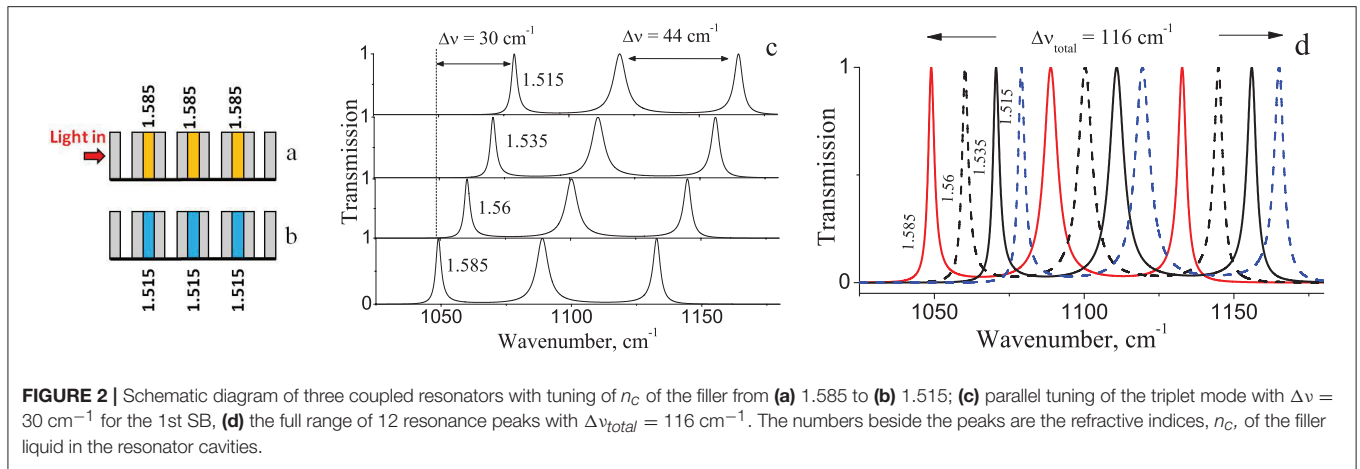 1.585 1.585 1.585
Light in
a
b
1.515 1.515 1.515
Δν = 30 cm⁻¹ Δν = 44 cm⁻¹ c
Transmission
1
1.515
1
1.535
1
1.56
1
1.585
0
1050 1100 1150
Wavenumber, cm⁻¹
Δν_total = 116 cm⁻¹ d
Transmission
1
0
1.585 1.56 1.535 1.515
1050 1100 1150
Wavenumber, cm⁻¹
FIGURE 2 | Schematic diagram of three coupled resonators with tuning of n_C of the filler from (a) 1.585 to (b) 1.515; (c) parallel tuning of the triplet mode with Δν =
30 cm⁻¹ for the 1st SB, (d) the full range of 12 resonance peaks with Δν_total = 116 cm⁻¹. The numbers beside the peaks are the refractive indices, n_C, of the filler
liquid in the resonator cavities.